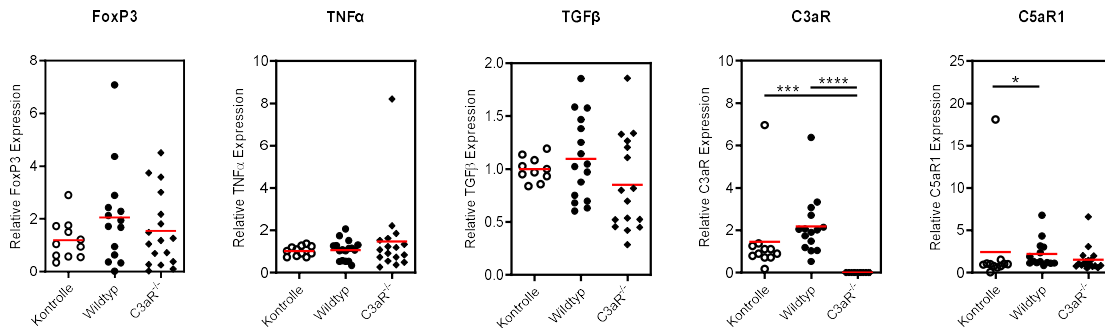 FoxP3
TNFα
TGFβ
C3aR
C5aR1
Relative FoxP3 Expression
8
6
4
2
0
Kontrolle
Wildtyp
C3aR-/-
Relative TNFα Expression
10
8
6
4
2
0
Kontrolle
Wildtyp
C3aR-/-
Relative TGFβ Expression
2.0
1.5
1.0
0.5
0.0
Kontrolle
Wildtyp
C3aR-/-
Relative C3aR Expression
10
8
6
4
2
0
***
****
Kontrolle
Wildtyp
C3aR-/-
Relative C5aR1 Expression
25
20
15
10
5
0
*
Kontrolle
Wildtyp
C3aR-/-